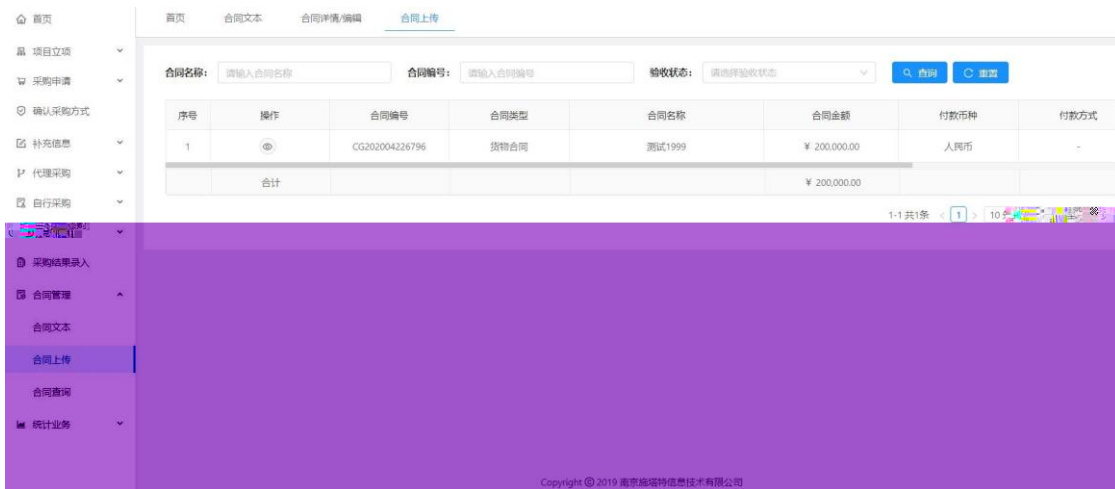 首页
项目立项
采购申请
确认采购方式
补充信息
代理采购
自行采购
采购结果录入
合同管理
合同文本
合同上传
合同查询
统计业务
首页 合同文本 合同详情/编辑 合同上传
合同名称: 请输入合同名称 合同编号: 请输入合同编号 验收状态: 请选择验收状态 查询 重置
序号 操作 合同编号 合同类型 合同名称 合同金额 付款币种 付款方式
1 CG202004226796 货物合同 测试1999 ¥ 200,000.00 人民币 -
合计 ¥ 200,000.00
1-1 共1条 < 1 > 10
Copyright © 2019 南京施塔特信息技术有限公司